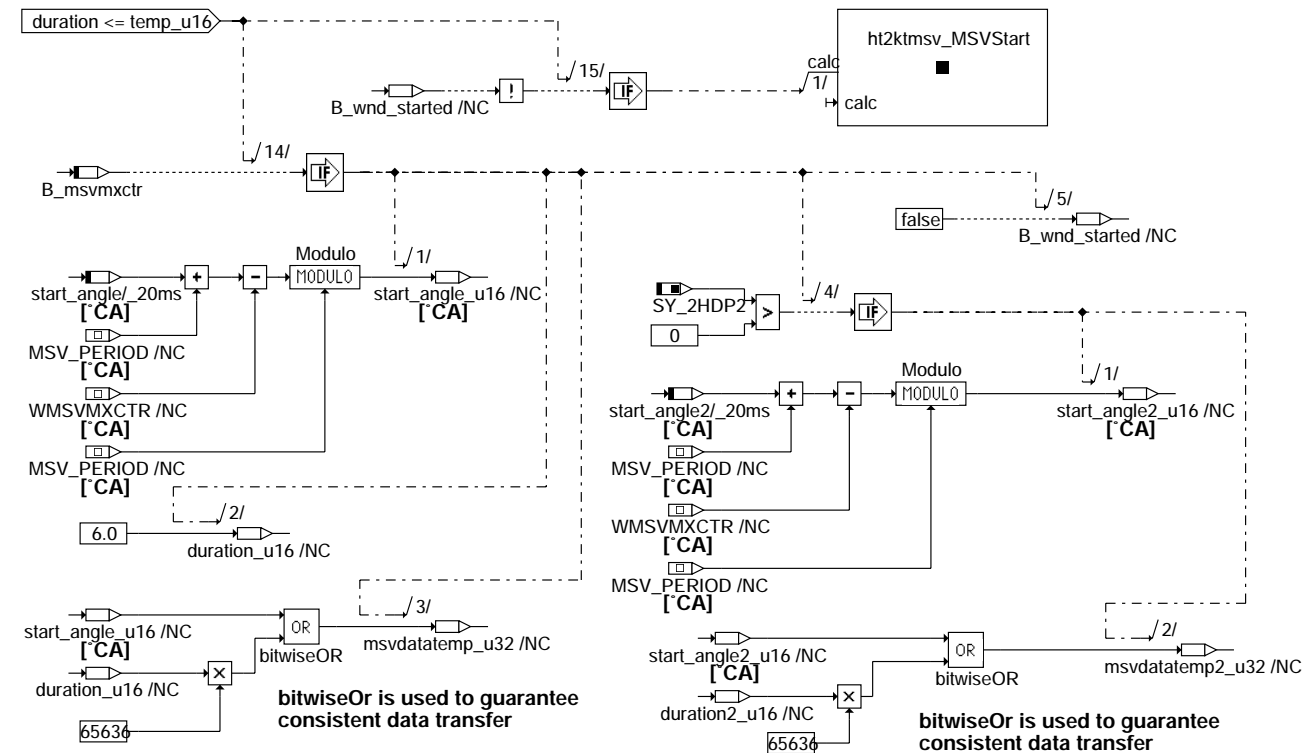 duration <= temp_u16
ht2ktmsv_MSVStart
calc
15/
1/
IF
!
calc
B_wnd_started /NC
14/
IF
B_msvmxctr
5/
false
B_wnd_started /NC
Modulo
1/
+
-
MODULO
start_angle/_20ms
[°CA]
start_angle_u16 /NC
[°CA]
MSV_PERIOD /NC
[°CA]
WMSVMXCTR /NC
[°CA]
MSV_PERIOD /NC
[°CA]
2/
6.0
duration_u16 /NC
3/
start_angle_u16 /NC
[°CA]
OR
msvdatatemp_u32 /NC
bitwiseOR
duration_u16 /NC
×
65636
bitwiseOr is used to guarantee
consistent data transfer
4/
SY_2HDP2
>
IF
0
Modulo
1/
+
-
MODULO
start_angle2/_20ms
[°CA]
start_angle2_u16 /NC
[°CA]
MSV_PERIOD /NC
[°CA]
WMSVMXCTR /NC
[°CA]
MSV_PERIOD /NC
[°CA]
2/
start_angle2_u16 /NC
[°CA]
OR
msvdatatemp2_u32 /NC
bitwiseOR
duration2_u16 /NC
×
65636
bitwiseOr is used to guarantee
consistent data transfer